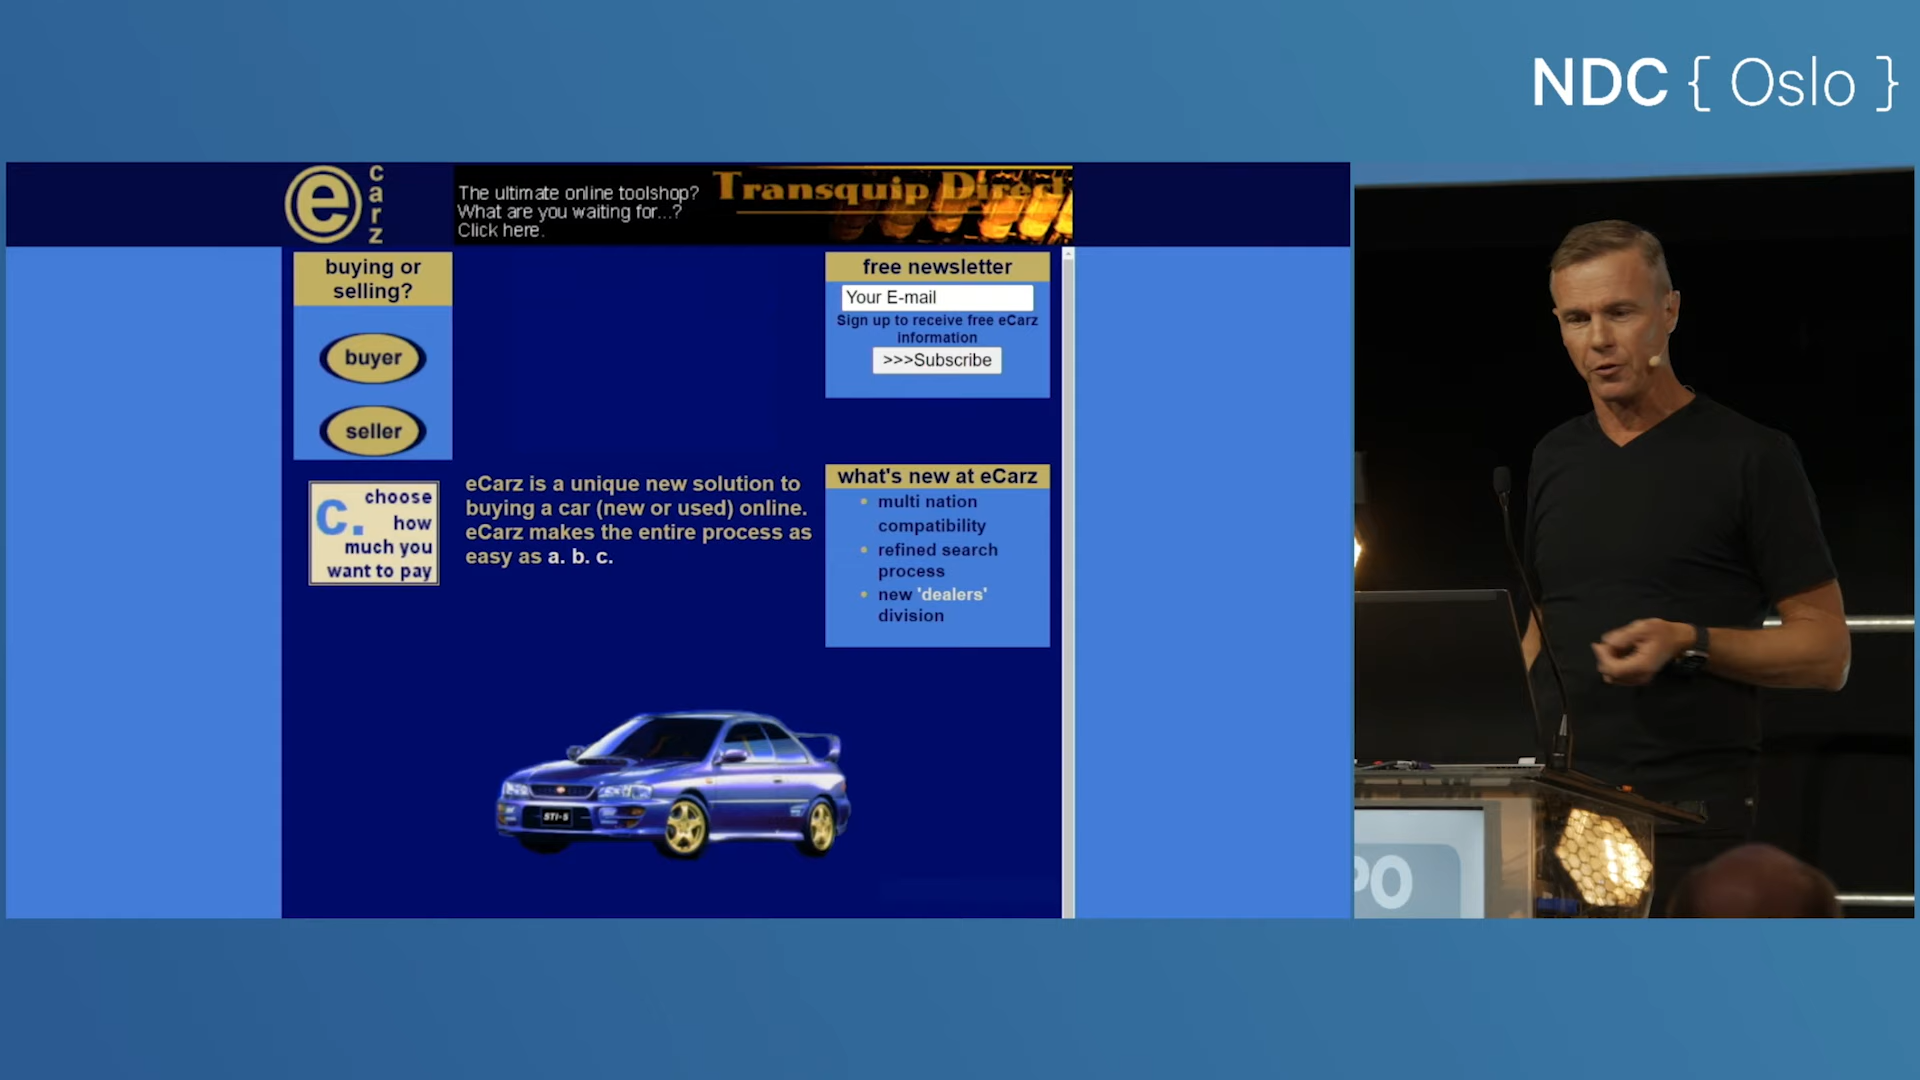 NDC { Oslo }
e
c
a
r
z
The ultimate online toolshop?
What are you waiting for...?
Click here.
Transquip Direct
buying or
selling?
buyer
seller
c.
choose
how
much you
want to pay
eCarz is a unique new solution to
buying a car (new or used) online.
eCarz makes the entire process as
easy as a. b. c.
free newsletter
Your E-mail
Sign up to receive free eCarz
information
>>>Subscribe
what's new at eCarz
• multi nation
compatibility
• refined search
process
• new 'dealers'
division
STi-5
PO